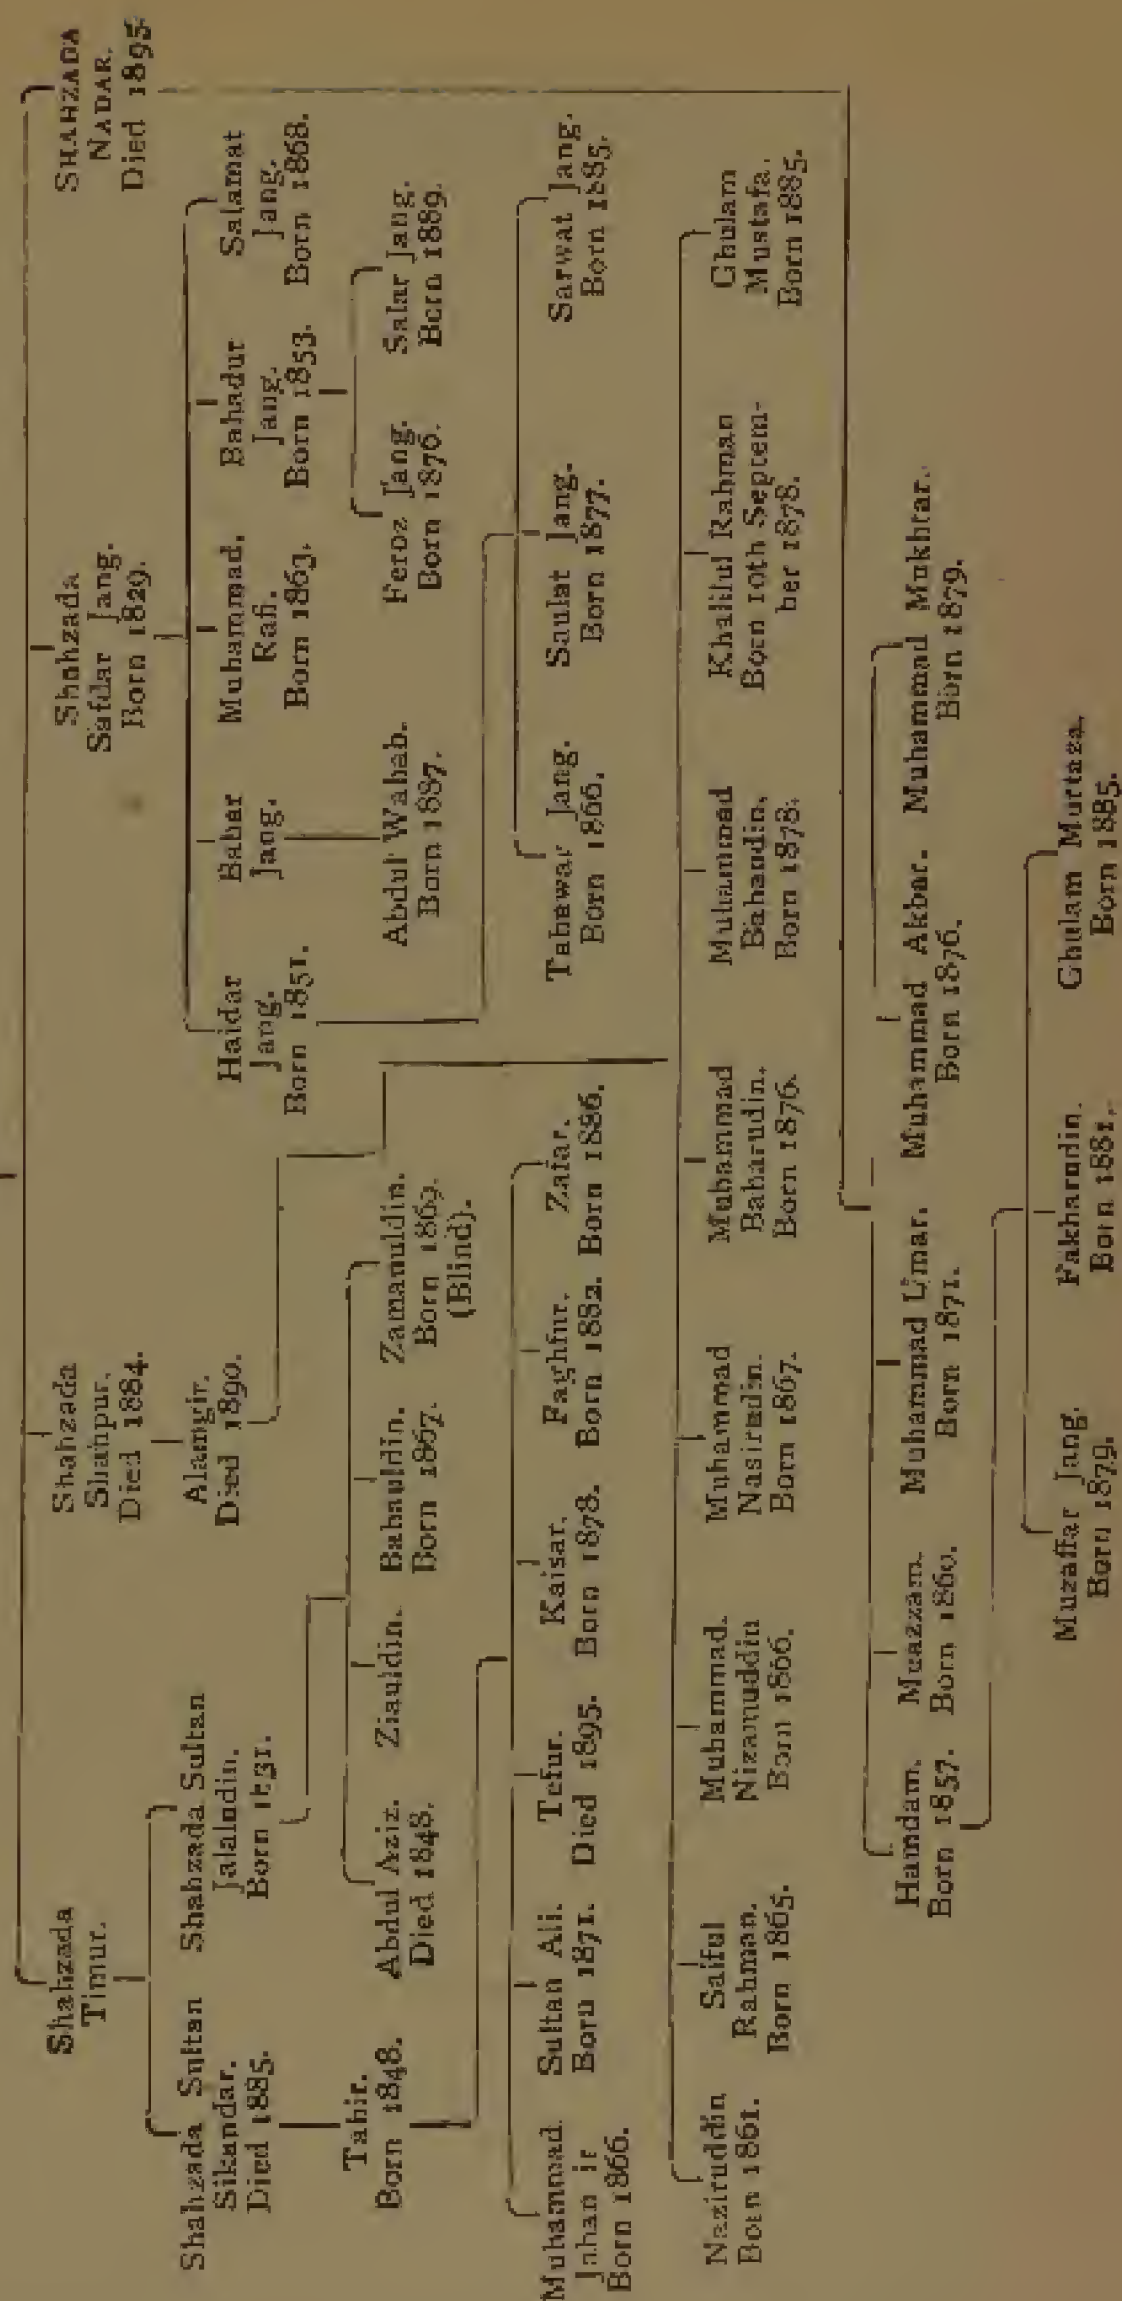 Shahzada
Timur.
Shahzada
Shahpur.
Died 1884.
Shahzada
Safdar Jang.
Born 1829.
SHAHZADA
NADAR.
Died 1895.
Shahzada Sultan
Sikandar.
Died 1885.
Shahzada Sultan
Jalaludin.
Born 1831.
Alamgir.
Died 1890.
Haidar
Jang.
Born 1851.
Babar
Jang.
Muhammad.
Rafi.
Born 1863.
Bahadur
Jang.
Born 1853.
Salamat
Jang.
Born 1868.
Tahir.
Born 1848.
Abdul Aziz.
Died 1848.
Ziauldin.
Bahauldin.
Born 1867.
Zamanuldin.
Born 1869.
(Blind).
Abdul Wahab.
Born 1887.
Feroz Jang.
Born 1876.
Salar Jang.
Born 1889.
Muhammad.
Jahan ir
Born 1866.
Sultan Ali.
Born 1871.
Tefur.
Died 1895.
Kaisar.
Born 1878.
Faghfur.
Born 1882.
Zafar.
Born 1886.
Tahawar Jang.
Born 1866.
Saulat Jang.
Born 1877.
Sarwat Jang.
Born 1885.
Naziruddin
Born 1861.
Saiful
Rahman.
Born 1865.
Muhammad.
Nizamuddin
Born 1866.
Muhammad
Nasirudin.
Born 1867.
Muhammad
Baharudin.
Born 1876.
Muhammad
Bahaudin.
Born 1878.
Khalilul Rahman
Born 10th Septem-
ber 1878.
Ghulam
Mustafa.
Born 1885.
Hamdam.
Born 1857.
Muazzam.
Born 1860.
Muhammad Umar.
Born 1871.
Muhammad Akbar.
Born 1876.
Muhammad Mukhtar.
Born 1879.
Muzaffar Jang.
Born 1879.
Fakharudin.
Born 1881.
Ghulam Murtaza.
Born 1885.